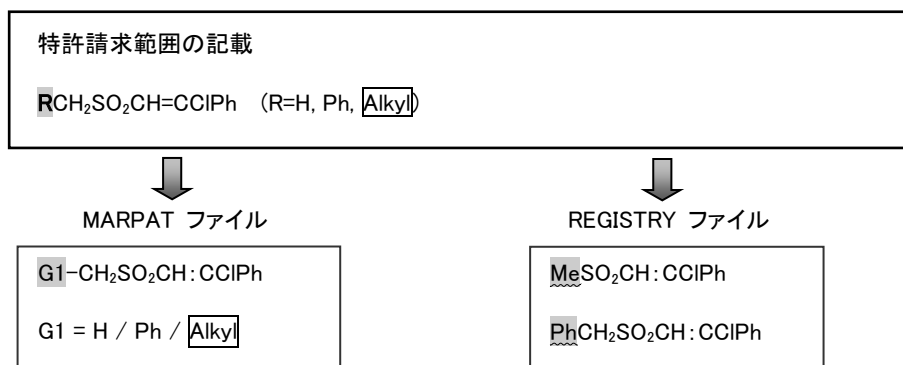 特許請求範囲の記載
RCH₂SO₂CH=CClPh (R=H, Ph, Alkyl)
MARPAT ファイル
REGISTRY ファイル
G1-CH₂SO₂CH:CClPh
G1 = H / Ph / Alkyl
MeSO₂CH:CClPh
PhCH₂SO₂CH:CClPh